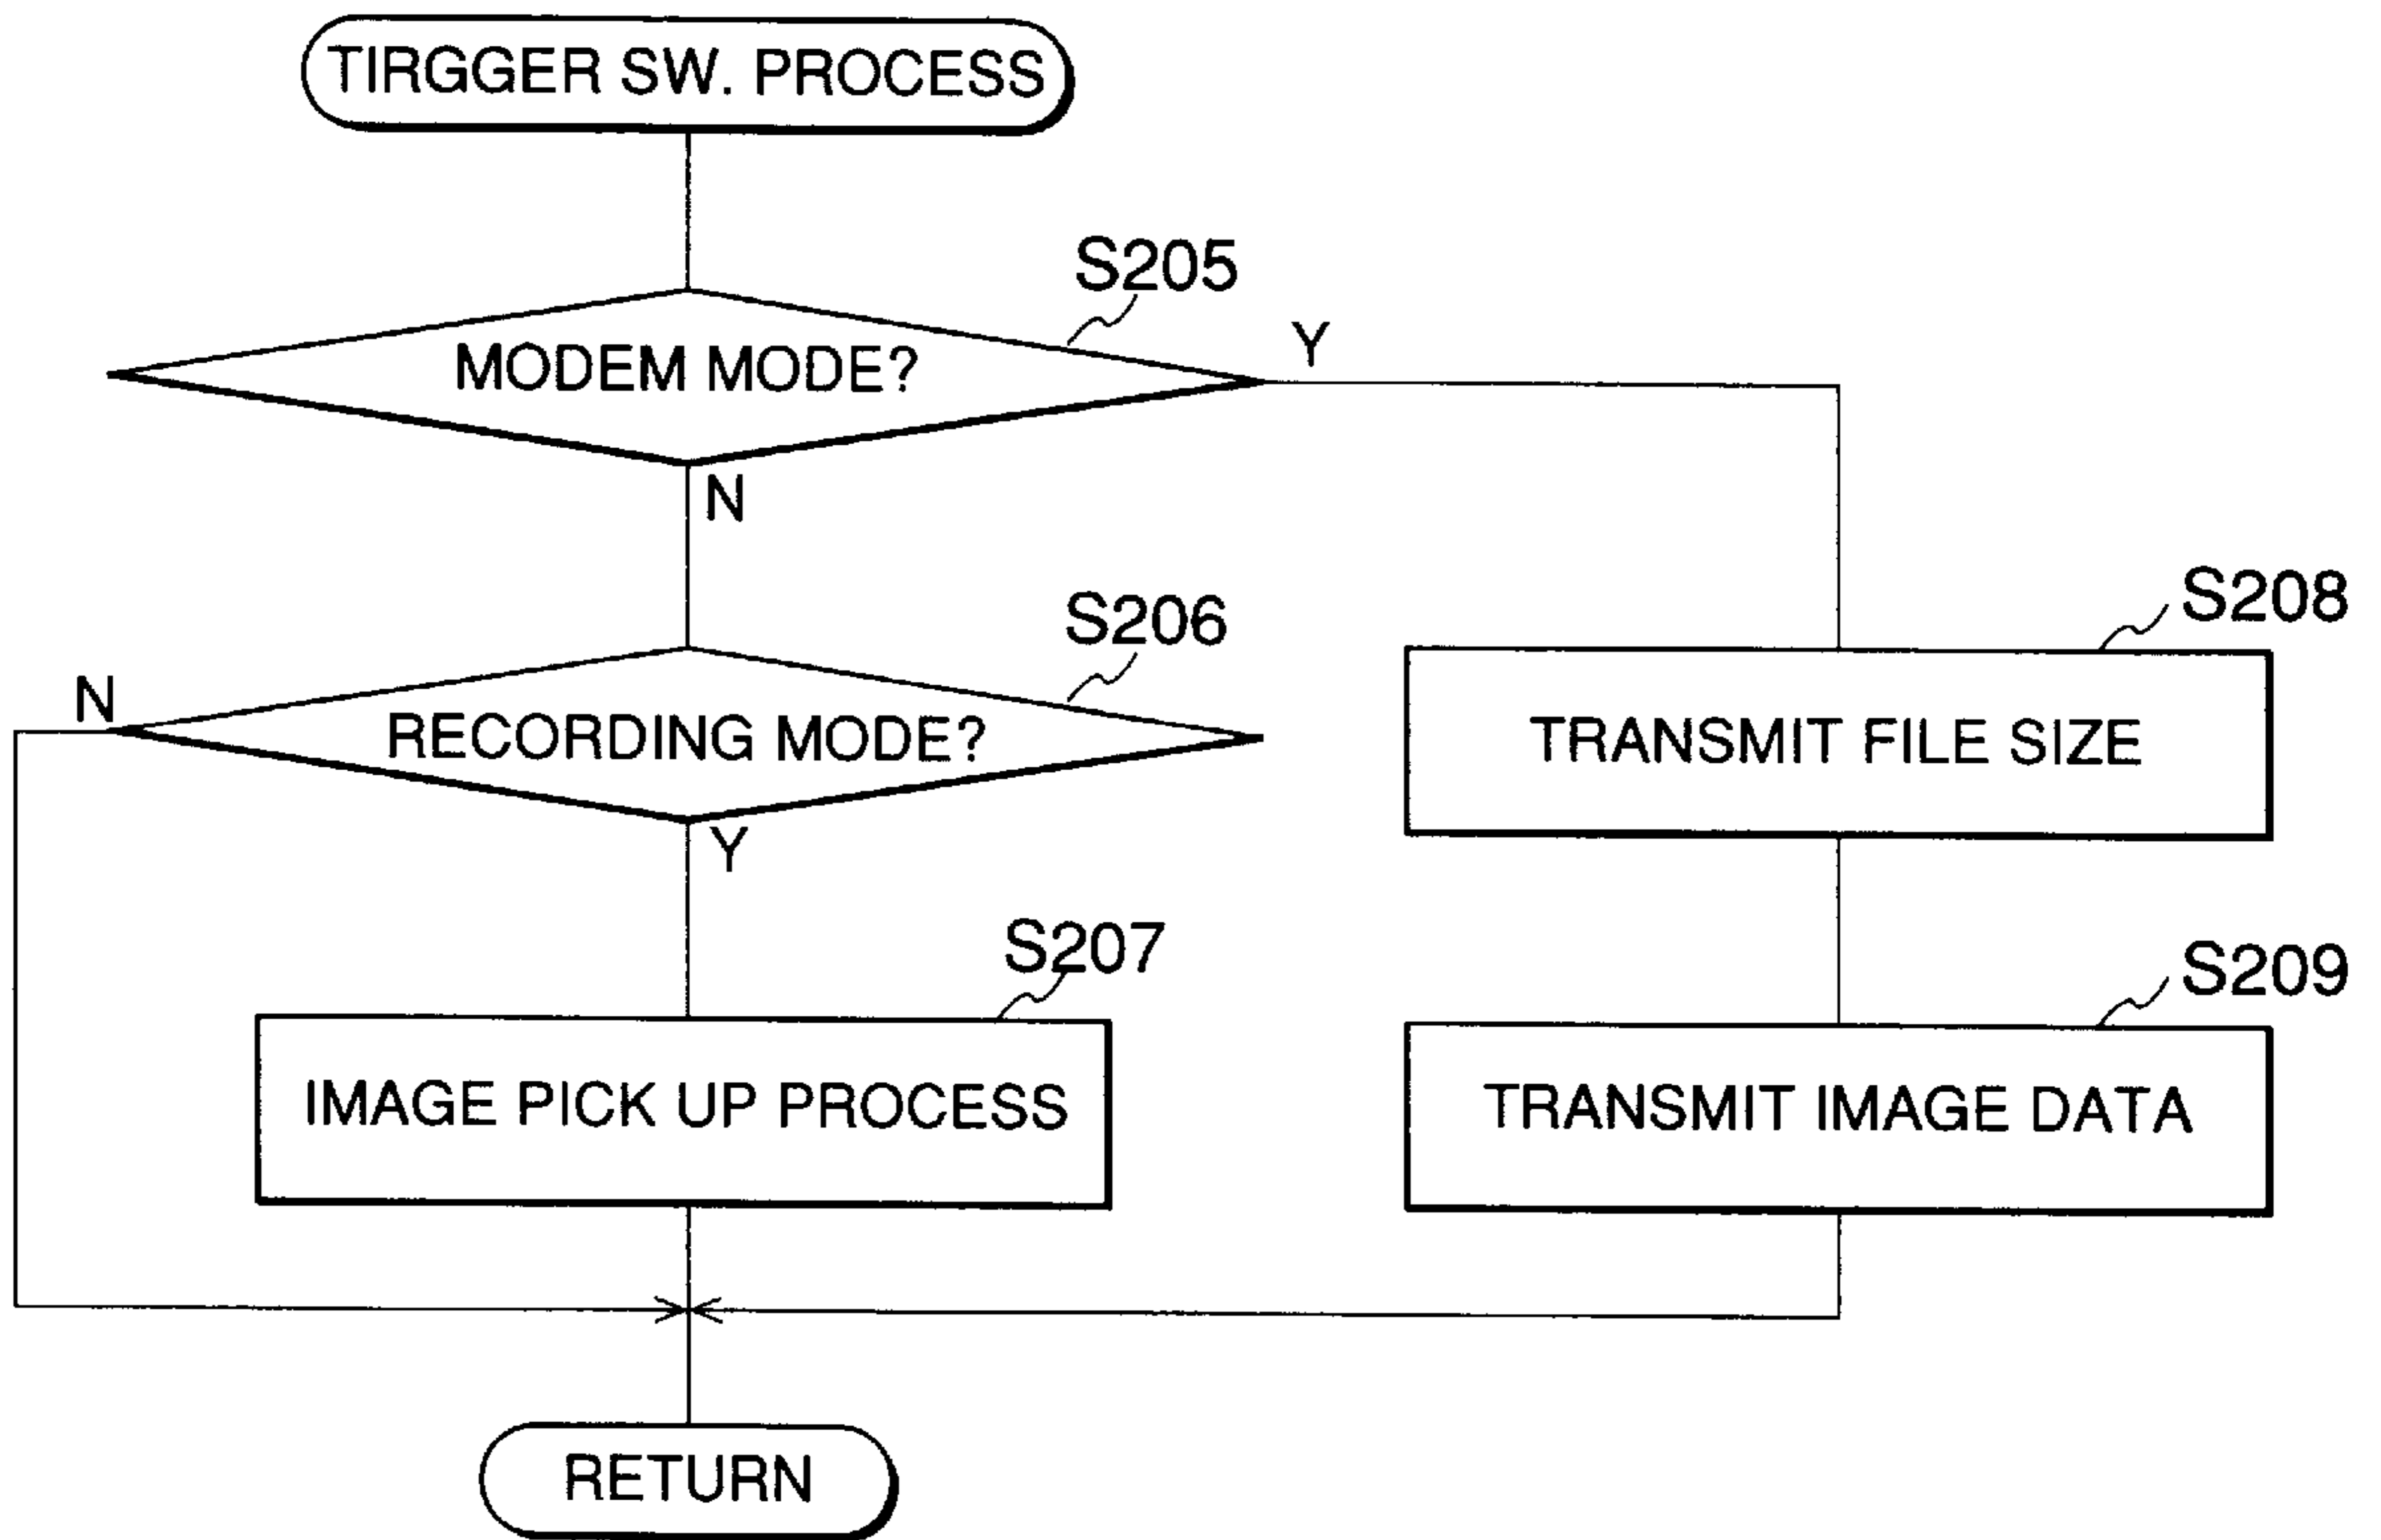 TIRGGER SW. PROCESS
S205
MODEM MODE?
Y
N
S206
N
RECORDING MODE?
Y
S207
IMAGE PICK UP PROCESS
S208
TRANSMIT FILE SIZE
S209
TRANSMIT IMAGE DATA
RETURN